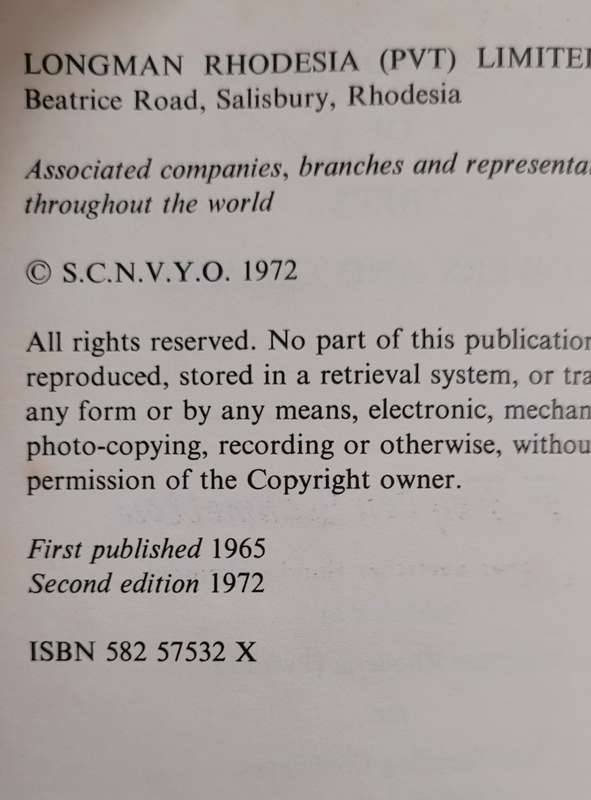 LONGMAN RHODESIA (PVT) LIMITED
Beatrice Road, Salisbury, Rhodesia
Associated companies, branches and representa
throughout the world
© S.C.N.V.Y.O. 1972
All rights reserved. No part of this publication
reproduced, stored in a retrieval system, or tra
any form or by any means, electronic, mechan
photo-copying, recording or otherwise, withou
permission of the Copyright owner.
First published 1965
Second edition 1972
ISBN 582 57532 X